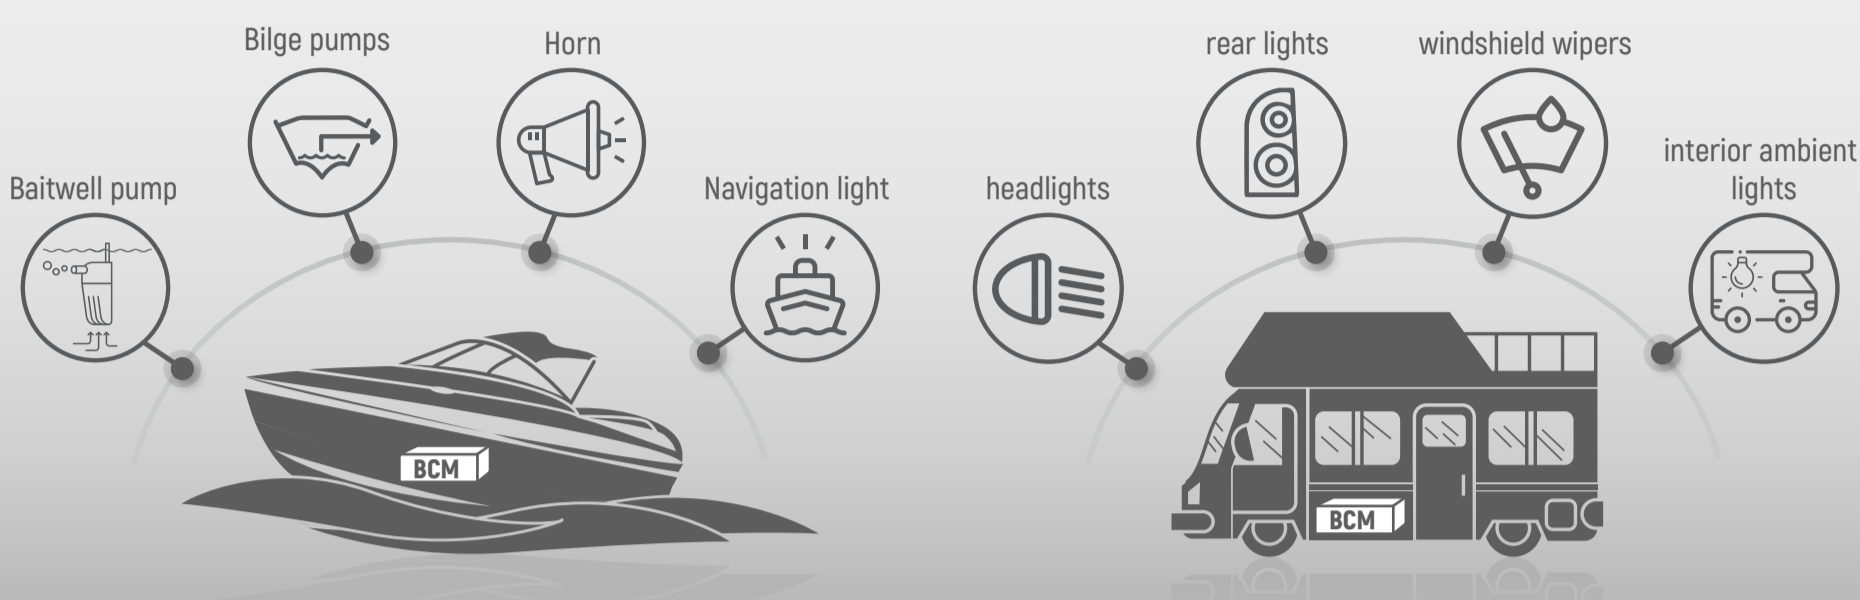 Bilge pumps
Horn
Baitwell pump
Navigation light
BCM
rear lights
windshield wipers
headlights
interior ambient
lights
BCM